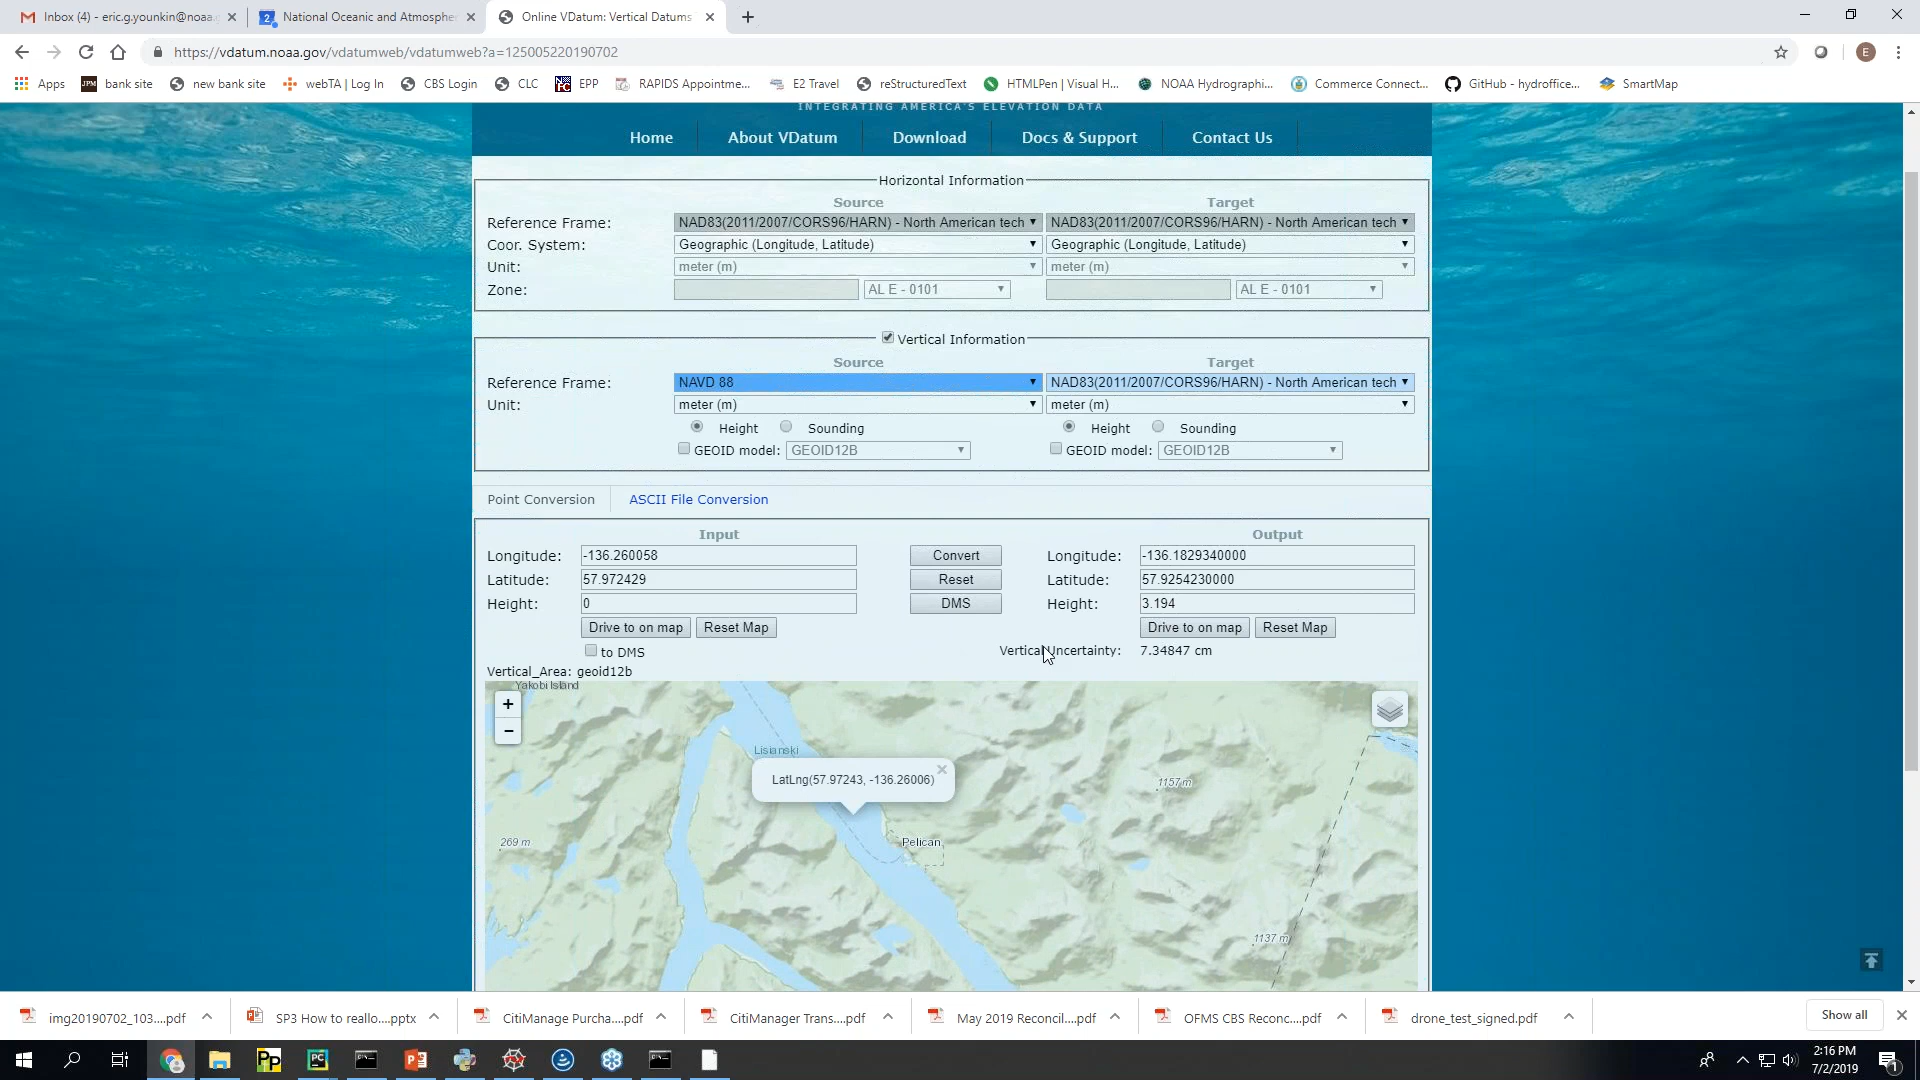 Inbox (4) - eric.g.younkin@noaa.g
National Oceanic and Atmosphe
Online VDatum: Vertical Datums
https://vdatum.noaa.gov/vdatumweb/vdatumweb?a=125005220190702
E
Apps
JPM
bank site
new bank site
webTA | Log In
CBS Login
CLC
EPP
RAPIDS Appointme...
E2 Travel
reStructuredText
HTMLPen | Visual H...
NOAA Hydrographi...
Commerce Connect...
GitHub - hydroffice...
SmartMap
INTEGRATING AMERICA'S ELEVATION DATA
Home About VDatum Download Docs & Support Contact Us
Horizontal Information
Source Target
Reference Frame: NAD83(2011/2007/CORS96/HARN) - North American tech NAD83(2011/2007/CORS96/HARN) - North American tech
Coor. System: Geographic (Longitude, Latitude) Geographic (Longitude, Latitude)
Unit: meter (m) meter (m)
Zone: AL E - 0101 AL E - 0101
Vertical Information
Source Target
Reference Frame: NAVD 88 NAD83(2011/2007/CORS96/HARN) - North American tech
Unit: meter (m) meter (m)
Height Sounding Height Sounding
GEOID model: GEOID12B GEOID model: GEOID12B
Point Conversion ASCII File Conversion
Input Output
Longitude: -136.260058 Convert Longitude: -136.1829340000
Latitude: 57.972429 Reset Latitude: 57.9254230000
Height: 0 DMS Height: 3.194
Drive to on map Reset Map Drive to on map Reset Map
to DMS Vertical Uncertainty: 7.34847 cm
Vertical_Area: geoid12b
Yakobi Island
+
-
Lisianski
LatLng(57.97243, -136.26006)
1157 m
269 m
Pelican
1137 m
img20190702_103....pdf
SP3 How to reallo....pptx
CitiManage Purcha....pdf
CitiManager Trans....pdf
May 2019 Reconcil....pdf
OFMS CBS Reconc....pdf
drone_test_signed.pdf
Show all
Pp
PC
2:16 PM
7/2/2019
1